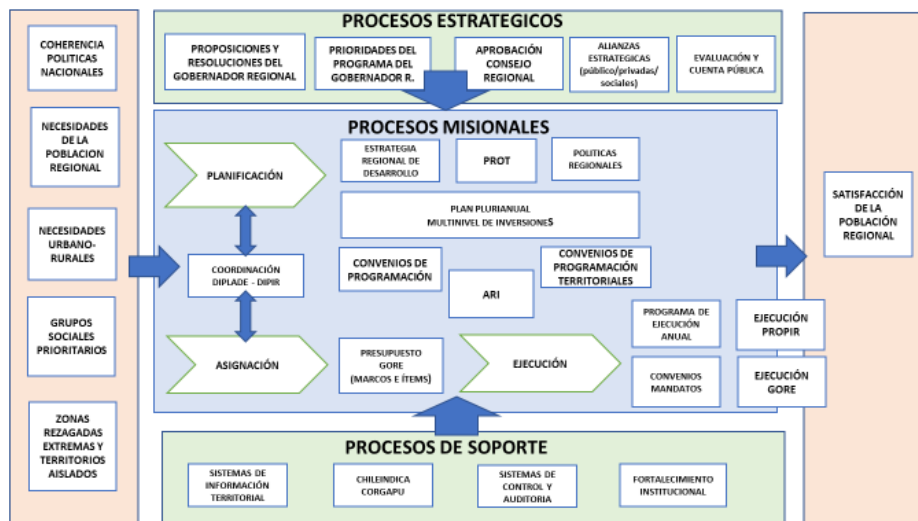 COHERENCIA
POLITICAS
NACIONALES
NECESIDADES
DE LA
POBLACION
REGIONAL
NECESIDADES
URBANO-
RURALES
GRUPOS
SOCIALES
PRIORITARIOS
ZONAS
REZAGADAS
EXTREMAS Y
TERRITORIOS
AISLADOS
PROCESOS ESTRATEGICOS
PROPOSICIONES Y
RESOLUCIONES DEL
GOBERNADOR REGIONAL
PRIORIDADES DEL
PROGRAMA DEL
GOBERNADOR R.
APROBACIÓN
CONSEJO
REGIONAL
ALIANZAS
ESTRATEGICAS
(público/privadas/
sociales)
EVALUACIÓN Y
CUENTA PÚBLICA
PROCESOS MISIONALES
PLANIFICACIÓN
ESTRATEGIA
REGIONAL DE
DESARROLLO
PROT
POLITICAS
REGIONALES
PLAN PLURIANUAL
MULTINIVEL DE INVERSIONES
COORDINACIÓN
DIPLADE - DIPIR
CONVENIOS DE
PROGRAMACIÓN
ARI
CONVENIOS DE
PROGRAMACIÓN
TERRITORIALES
ASIGNACIÓN
PRESUPUESTO
GORE
(MARCOS E ÍTEMS)
EJECUCIÓN
PROGRAMA DE
EJECUCIÓN
ANUAL
EJECUCIÓN
PROPIR
CONVENIOS
MANDATOS
EJECUCIÓN
GORE
PROCESOS DE SOPORTE
SISTEMAS DE
INFORMACIÓN
TERRITORIAL
CHILEINDICA
CORGAPU
SISTEMAS DE
CONTROL Y
AUDITORIA
FORTALECIMIENTO
INSTITUCIONAL
SATISFACCIÓN
DE LA
POBLACIÓN
REGIONAL